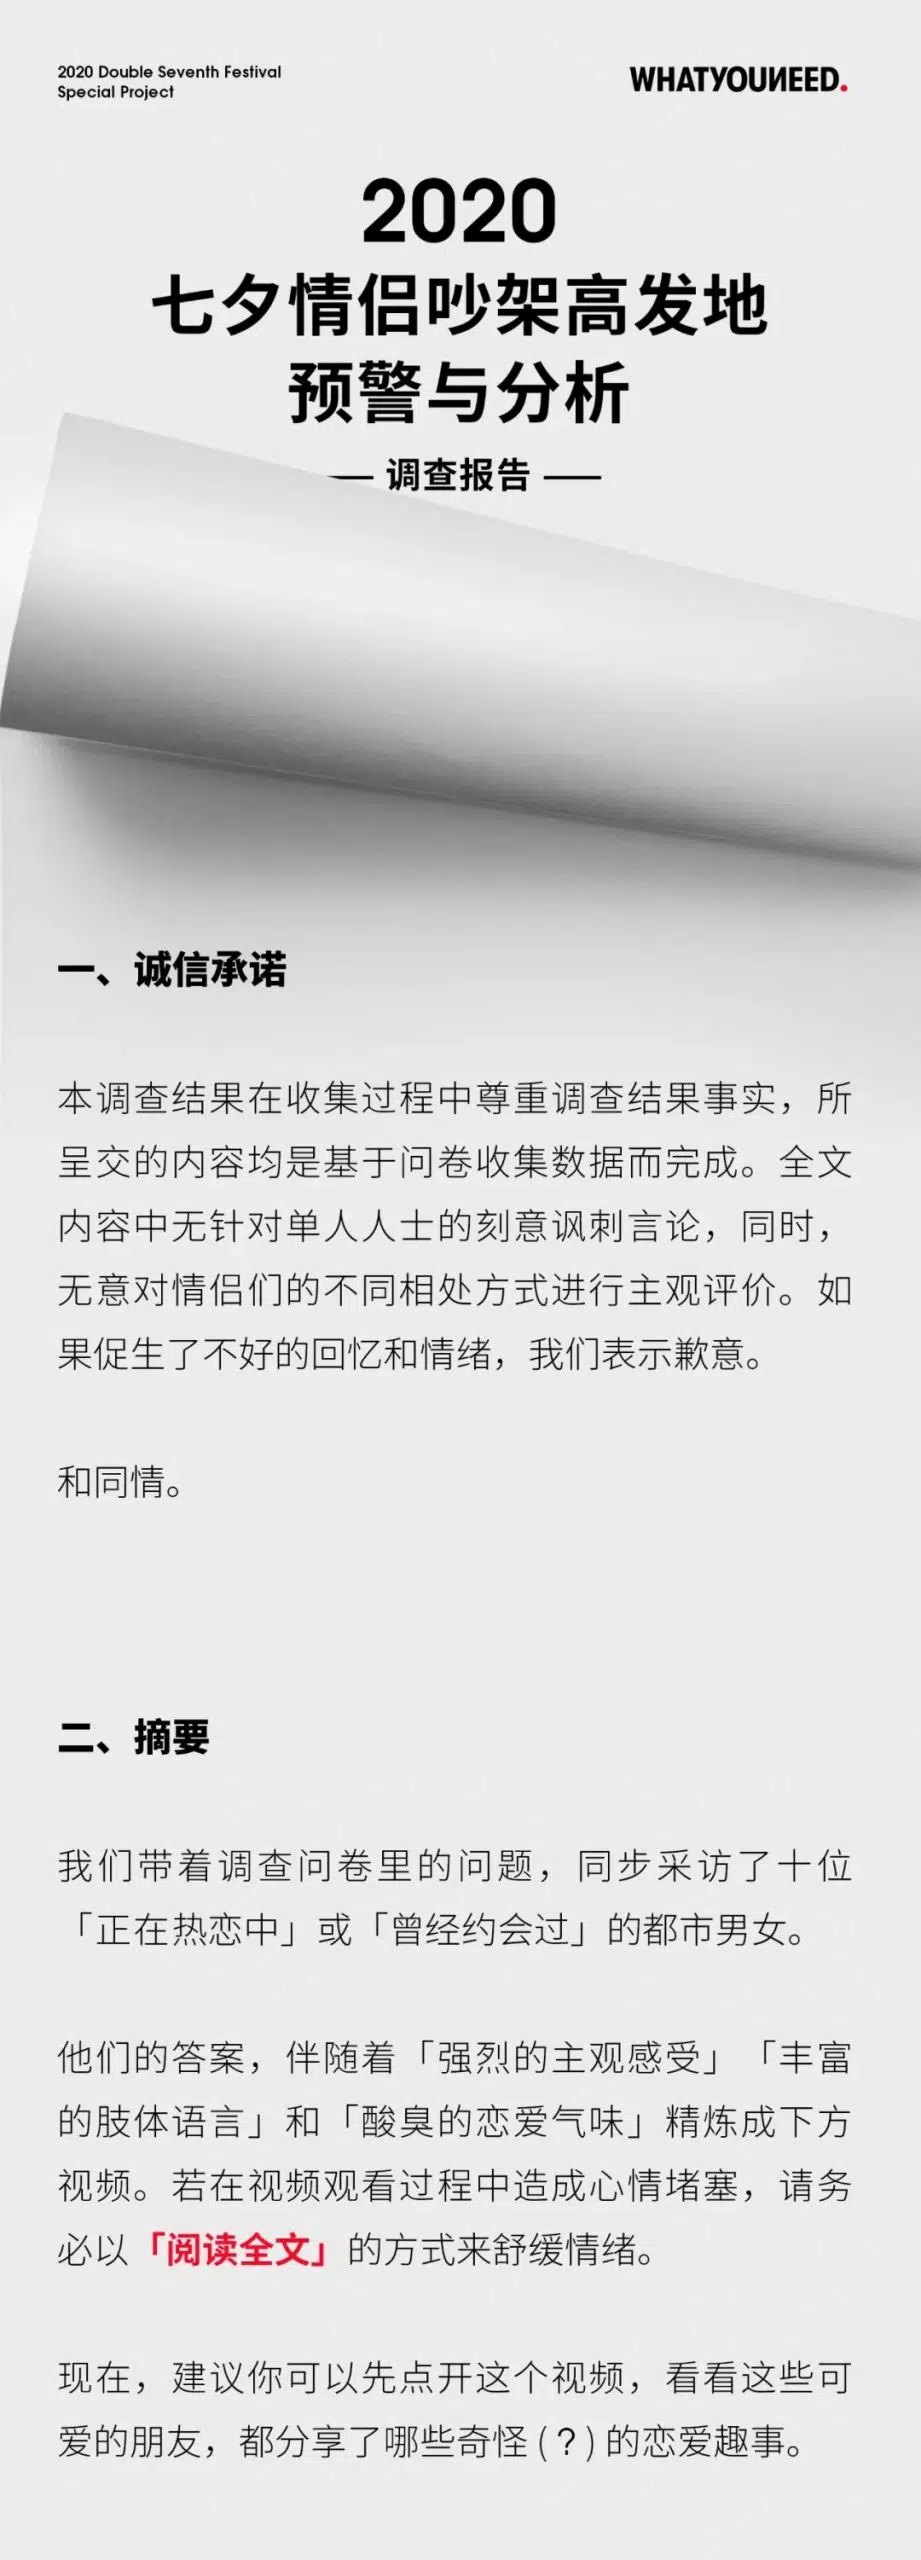 2020 Double Seventh Festival
Special Project
WHATYOUNEED.
2020
七夕情侣吵架高发地
预警与分析
调查报告
一、诚信承诺
本调查结果在收集过程中尊重调查结果事实，所
呈交的内容均是基于问卷收集数据而完成。全文
内容中无针对单人人士的刻意讽刺言论，同时，
无意对情侣们的不同相处方式进行主观评价。如
果促生了不好的回忆和情绪，我们表示歉意。
和同情。
二、摘要
我们带着调查问卷里的问题，同步采访了十位
「正在热恋中」或「曾经约会过」的都市男女。
他们的答案，伴随着「强烈的主观感受」「丰富
的肢体语言」和「酸臭的恋爱气味」精炼成下方
视频。若在视频观看过程中造成心情堵塞，请务
必以「阅读全文」的方式来舒缓情绪。
现在，建议你可以先点开这个视频，看看这些可
爱的朋友，都分享了哪些奇怪(？)的恋爱趣事。